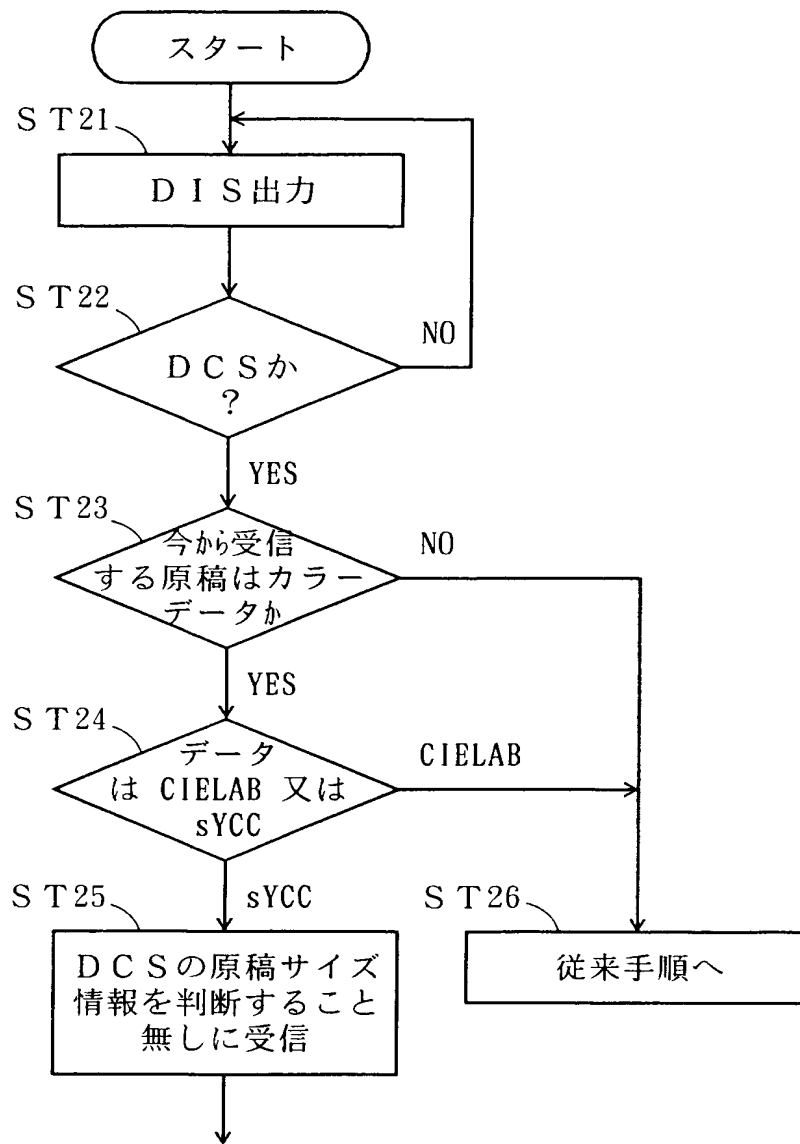 スタート
ST21
DIS出力
ST22
NO
DCSか
?
YES
ST23
今から受信
する原稿はカラー
データか
NO
YES
ST24
データ
は CIELAB 又は
sYCC
CIELAB
sYCC
ST25
DCSの原稿サイズ
情報を判断すること
無しに受信
ST26
従来手順へ